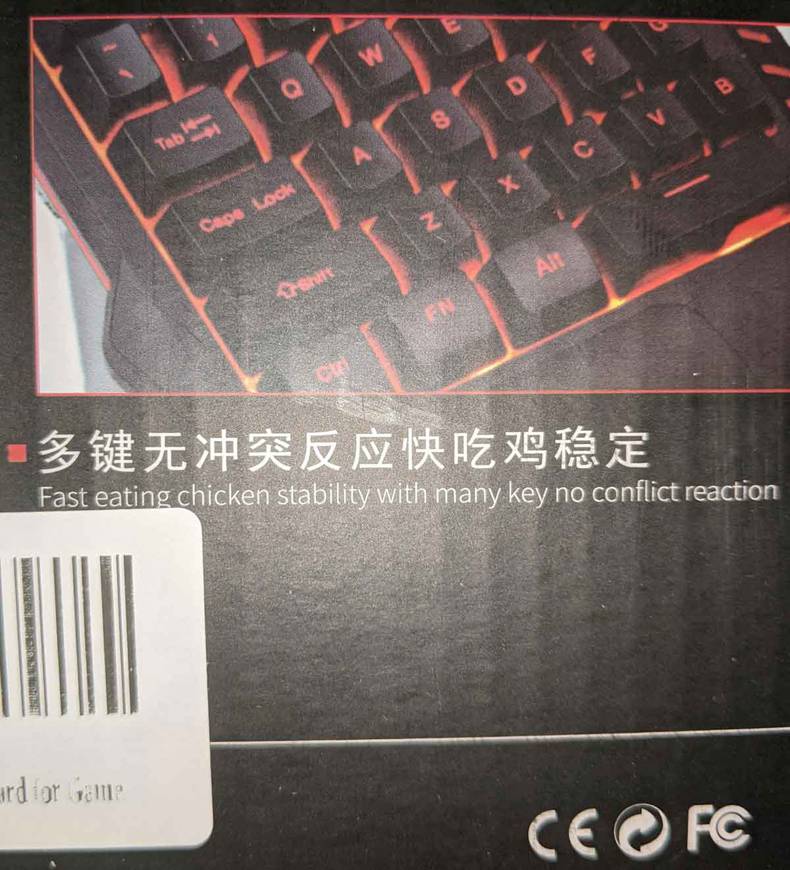 ~ 1
、
Q W E
Tab
A S D F G
Caps Lock
Z X C V B
Shift
Ctrl FN Alt
多键无冲突反应快吃鸡稳定
Fast eating chicken stability with many key no conflict reaction
for Game
CE FC